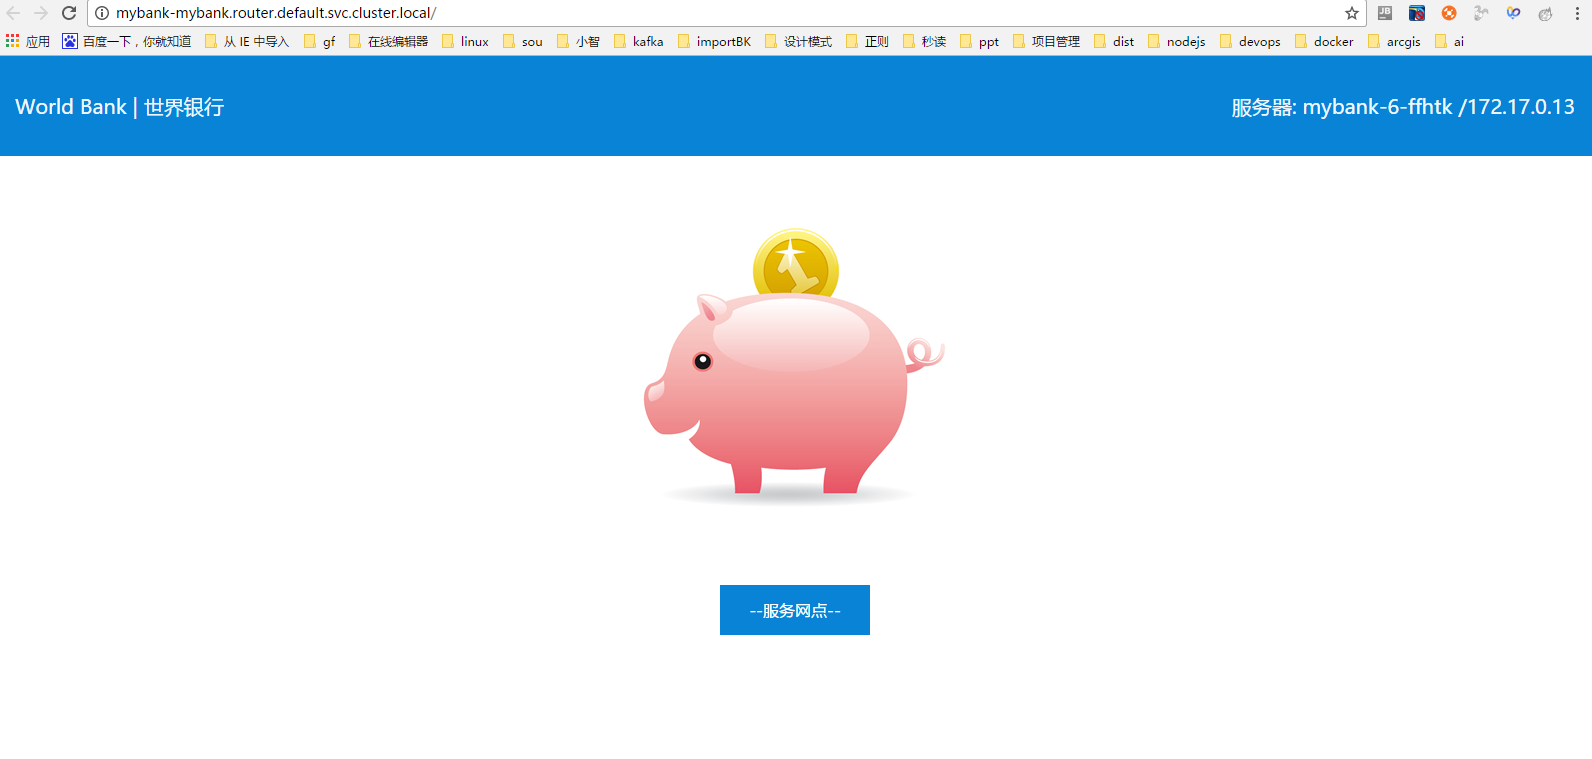 mybank-mybank.router.default.svc.cluster.local/
应用 百度一下，你就知道 从 IE 中导入 gf 在线编辑器 linux sou 小智 kafka importBK 设计模式 正则 秒读 ppt 项目管理 dist nodejs devops docker arcgis ai
World Bank | 世界银行 服务器: mybank-6-ffhtk /172.17.0.13
--服务网点--